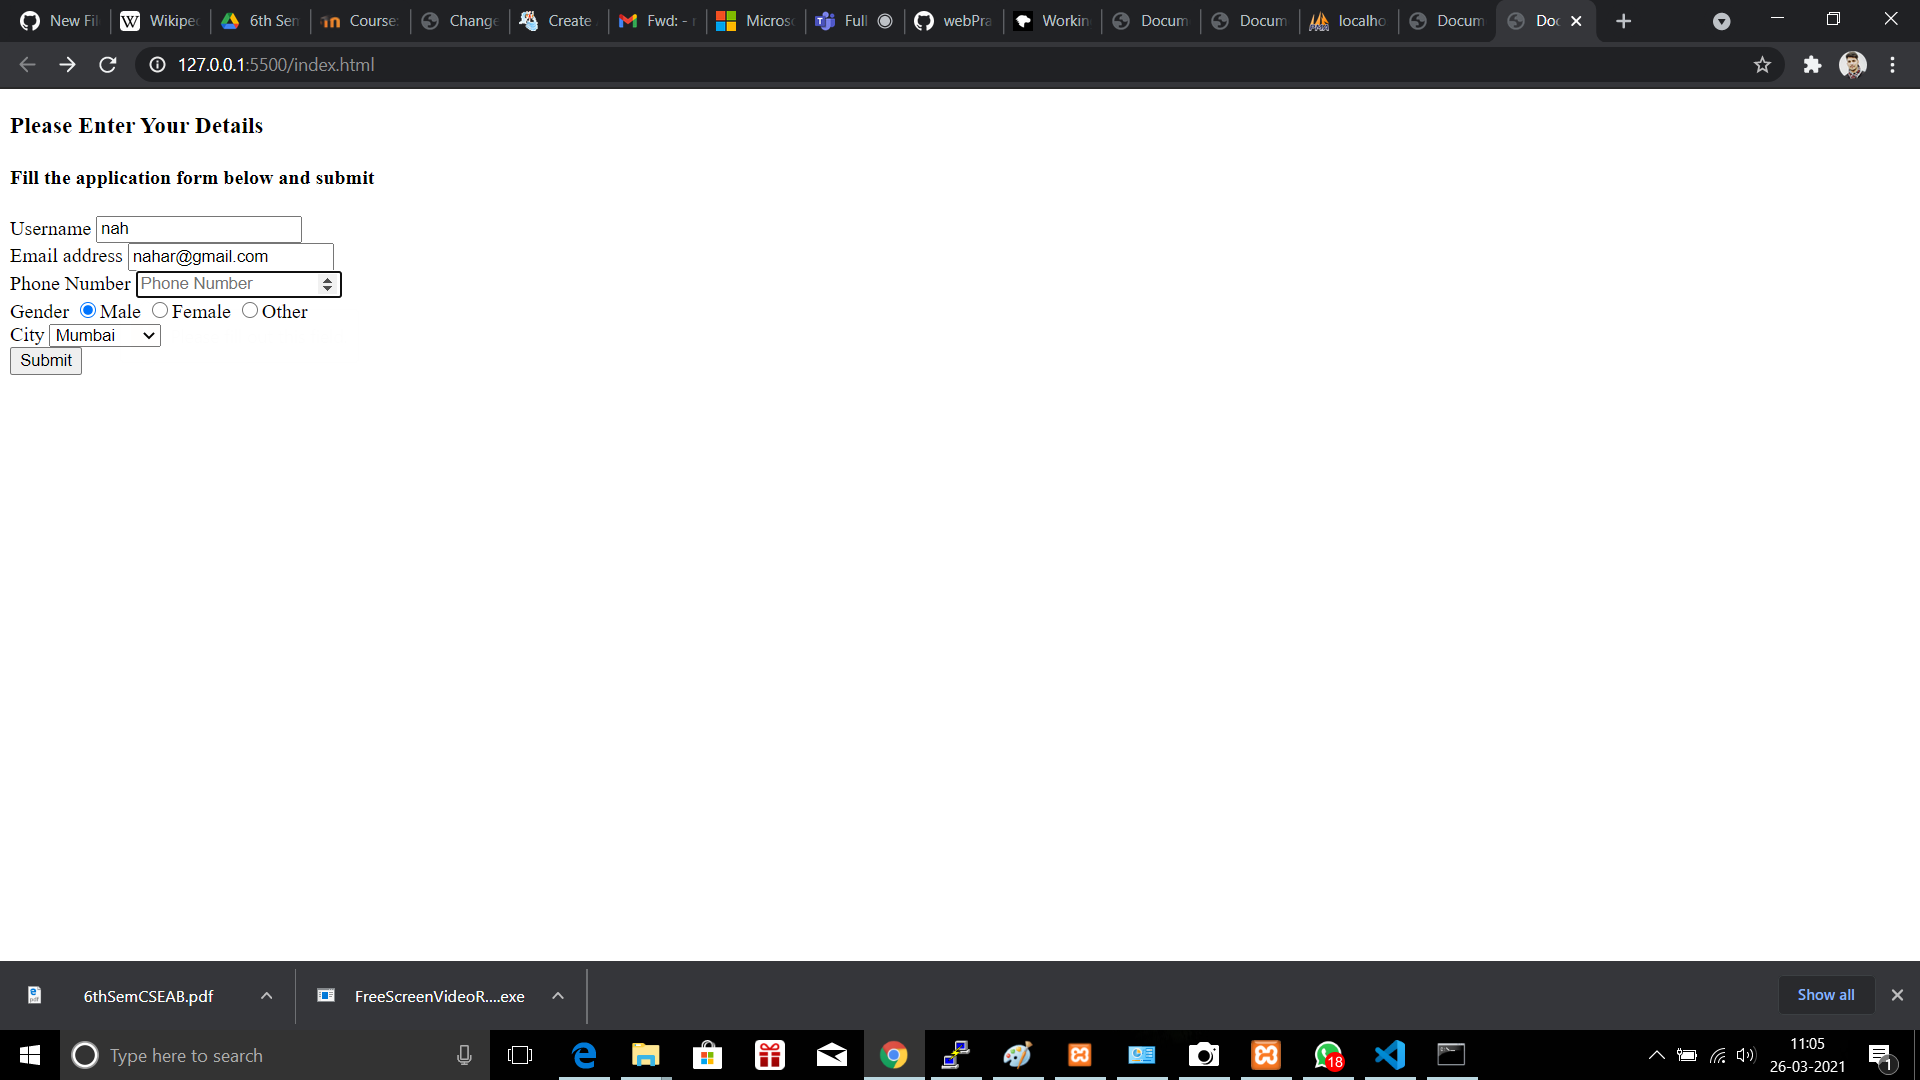 New Fil
Wikiped
6th Sem
Course:
Change
Create
Fwd: -
Microso
Full
webPra
Workin
Docum
Docum
localho
Docum
Doc
127.0.0.1:5500/index.html
Please Enter Your Details
Fill the application form below and submit
Username nah
Email address nahar@gmail.com
Phone Number Phone Number
Gender Male Female Other
City Mumbai
Submit
6thSemCSEAB.pdf
FreeScreenVideoR....exe
Show all
Type here to search
18
11:05
26-03-2021
1